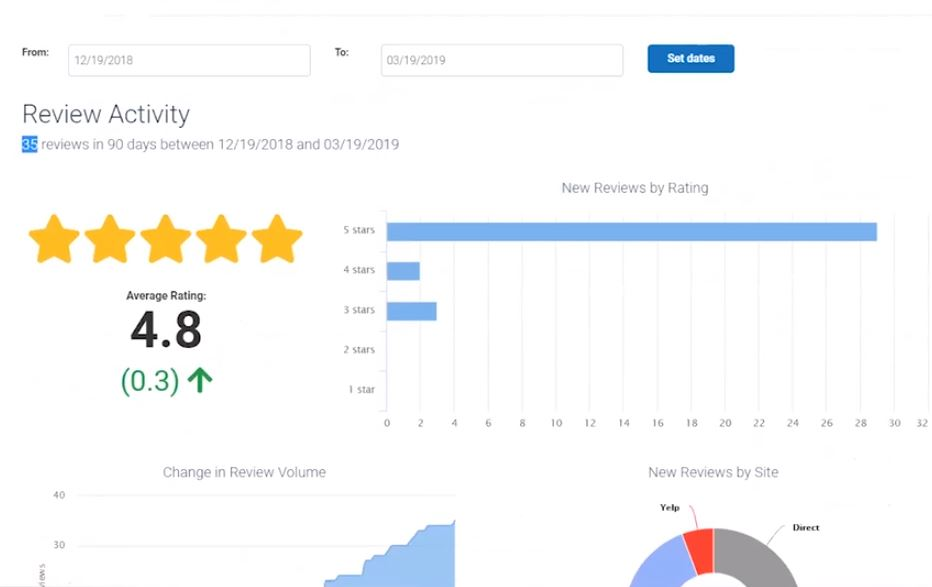 From:
12/19/2018
To:
03/19/2019
Set dates
Review Activity
35 reviews in 90 days between 12/19/2018 and 03/19/2019
New Reviews by Rating
Average Rating:
4.8
(0.3)
5 stars
4 stars
3 stars
2 stars
1 star
0 2 4 6 8 10 12 14 16 18 20 22 24 26 28 30 32
Change in Review Volume
40
30
New Reviews by Site
Yelp
Direct